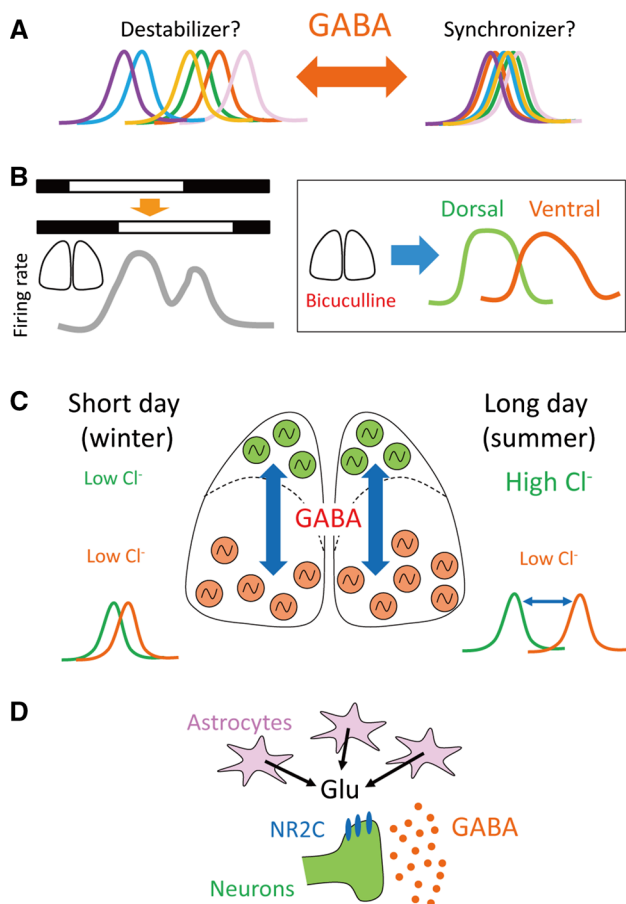 A
Destabilizer?
GABA
Synchronizer?
B
Firing rate
Bicuculline
Dorsal
Ventral
C
Short day
(winter)
Low Cl⁻
Low Cl⁻
GABA
Long day
(summer)
High Cl⁻
Low Cl⁻
D
Astrocytes
Glu
NR2C
GABA
Neurons